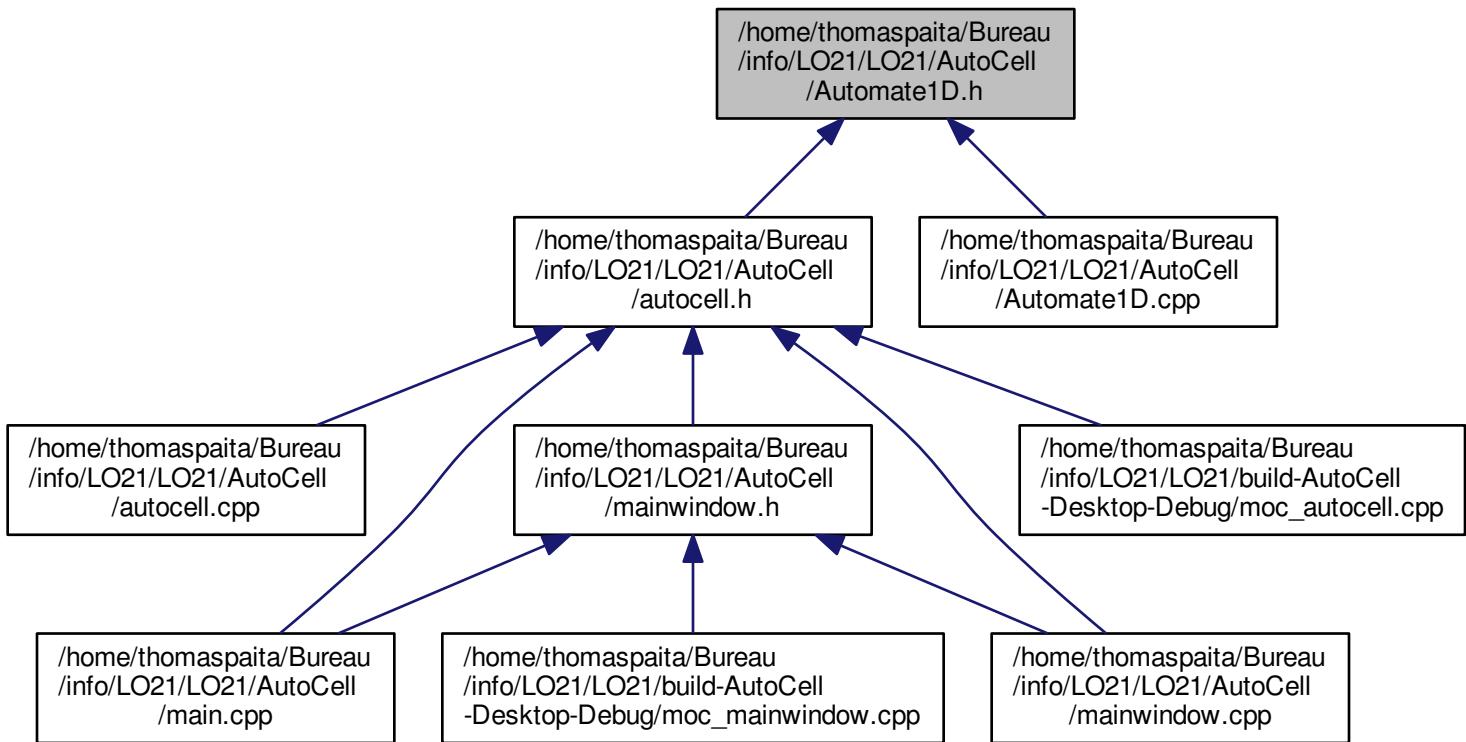 /home/thomaspaita/Bureau
/info/LO21/LO21/AutoCell
/Automate1D.h
/home/thomaspaita/Bureau
/info/LO21/LO21/AutoCell
/autocell.h
/home/thomaspaita/Bureau
/info/LO21/LO21/AutoCell
/Automate1D.cpp
/home/thomaspaita/Bureau
/info/LO21/LO21/AutoCell
/autocell.cpp
/home/thomaspaita/Bureau
/info/LO21/LO21/AutoCell
/mainwindow.h
/home/thomaspaita/Bureau
/info/LO21/LO21/build-AutoCell
-Desktop-Debug/moc_autocell.cpp
/home/thomaspaita/Bureau
/info/LO21/LO21/AutoCell
/main.cpp
/home/thomaspaita/Bureau
/info/LO21/LO21/build-AutoCell
-Desktop-Debug/moc_mainwindow.cpp
/home/thomaspaita/Bureau
/info/LO21/LO21/AutoCell
/mainwindow.cpp